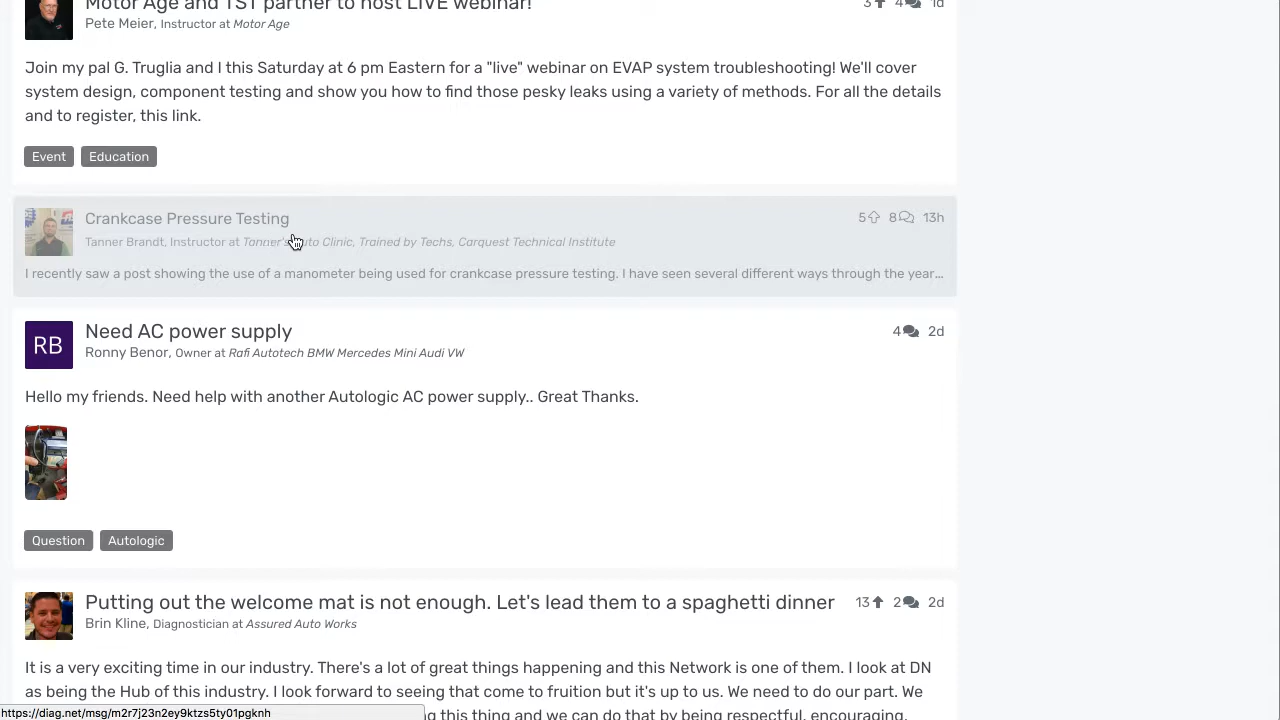 Motor Age and TST partner to host LIVE webinar!
3 4 1d
Pete Meier, Instructor at Motor Age
Join my pal G. Truglia and I this Saturday at 6 pm Eastern for a "live" webinar on EVAP system troubleshooting! We'll cover
system design, component testing and show you how to find those pesky leaks using a variety of methods. For all the details
and to register, this link.
Event Education
Crankcase Pressure Testing
5 8 13h
Tanner Brandt, Instructor at Tanner's Auto Clinic, Trained by Techs, Carquest Technical Institute
I recently saw a post showing the use of a manometer being used for crankcase pressure testing. I have seen several different ways through the year...
RB
Need AC power supply
4 2d
Ronny Benor, Owner at Rafi Autotech BMW Mercedes Mini Audi VW
Hello my friends. Need help with another Autologic AC power supply.. Great Thanks.
Question Autologic
Putting out the welcome mat is not enough. Let's lead them to a spaghetti dinner
13 2 2d
Brin Kline, Diagnostician at Assured Auto Works
It is a very exciting time in our industry. There's a lot of great things happening and this Network is one of them. I look at DN
as being the Hub of this industry. I look forward to seeing that come to fruition but it's up to us. We need to do our part. We
this thing and we can do that by being respectful, encouraging,
https://diag.net/msg/m2r7j23n2ey9ktzs5ty01pgknh